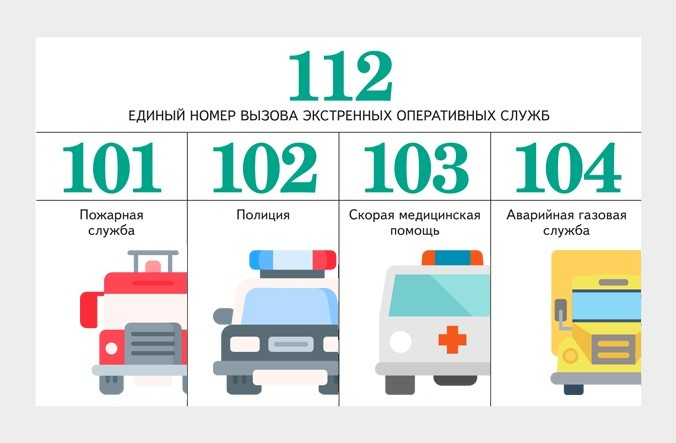 112
ЕДИНЫЙ НОМЕР ВЫЗОВА ЭКСТРЕННЫХ ОПЕРАТИВНЫХ СЛУЖБ
101
102
103
104
Пожарная
служба
Полиция
Скорая медицинская
помощь
Аварийная газовая
служба